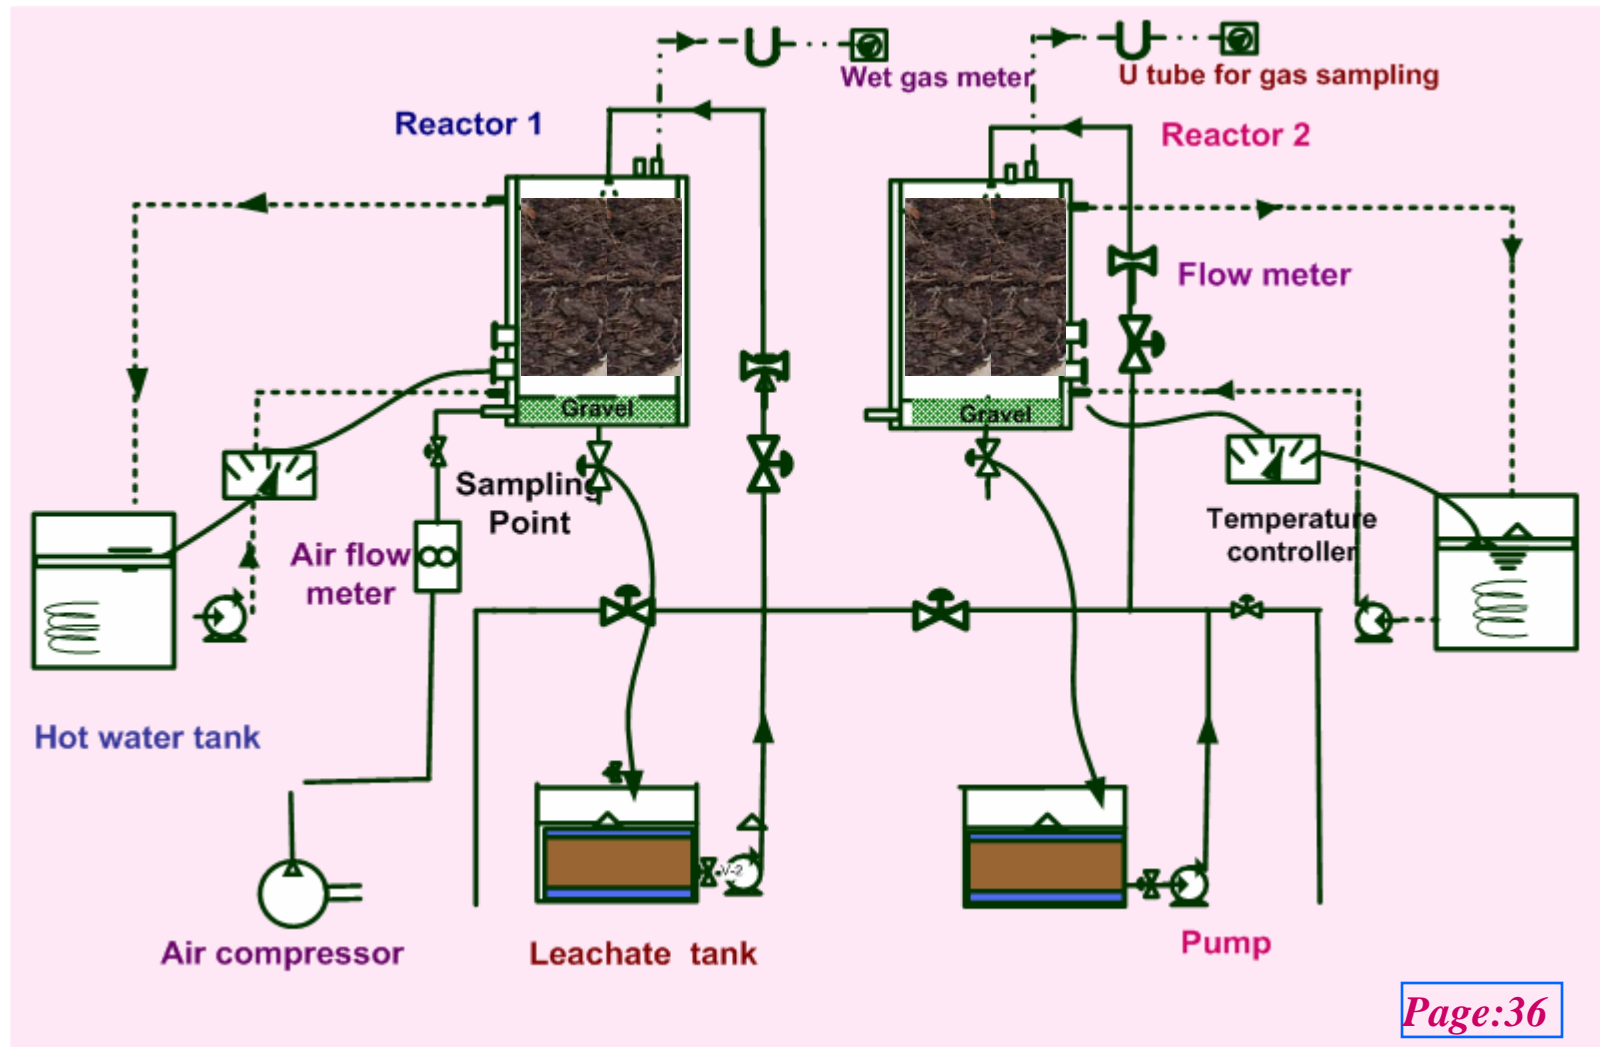 Wet gas meter
U tube for gas sampling
Reactor 1
Reactor 2
Flow meter
Gravel
Gravel
Sampling
Point
Temperature
controller
Air flow
meter
Hot water tank
V-2
Air compressor
Leachate tank
Pump
Page:36